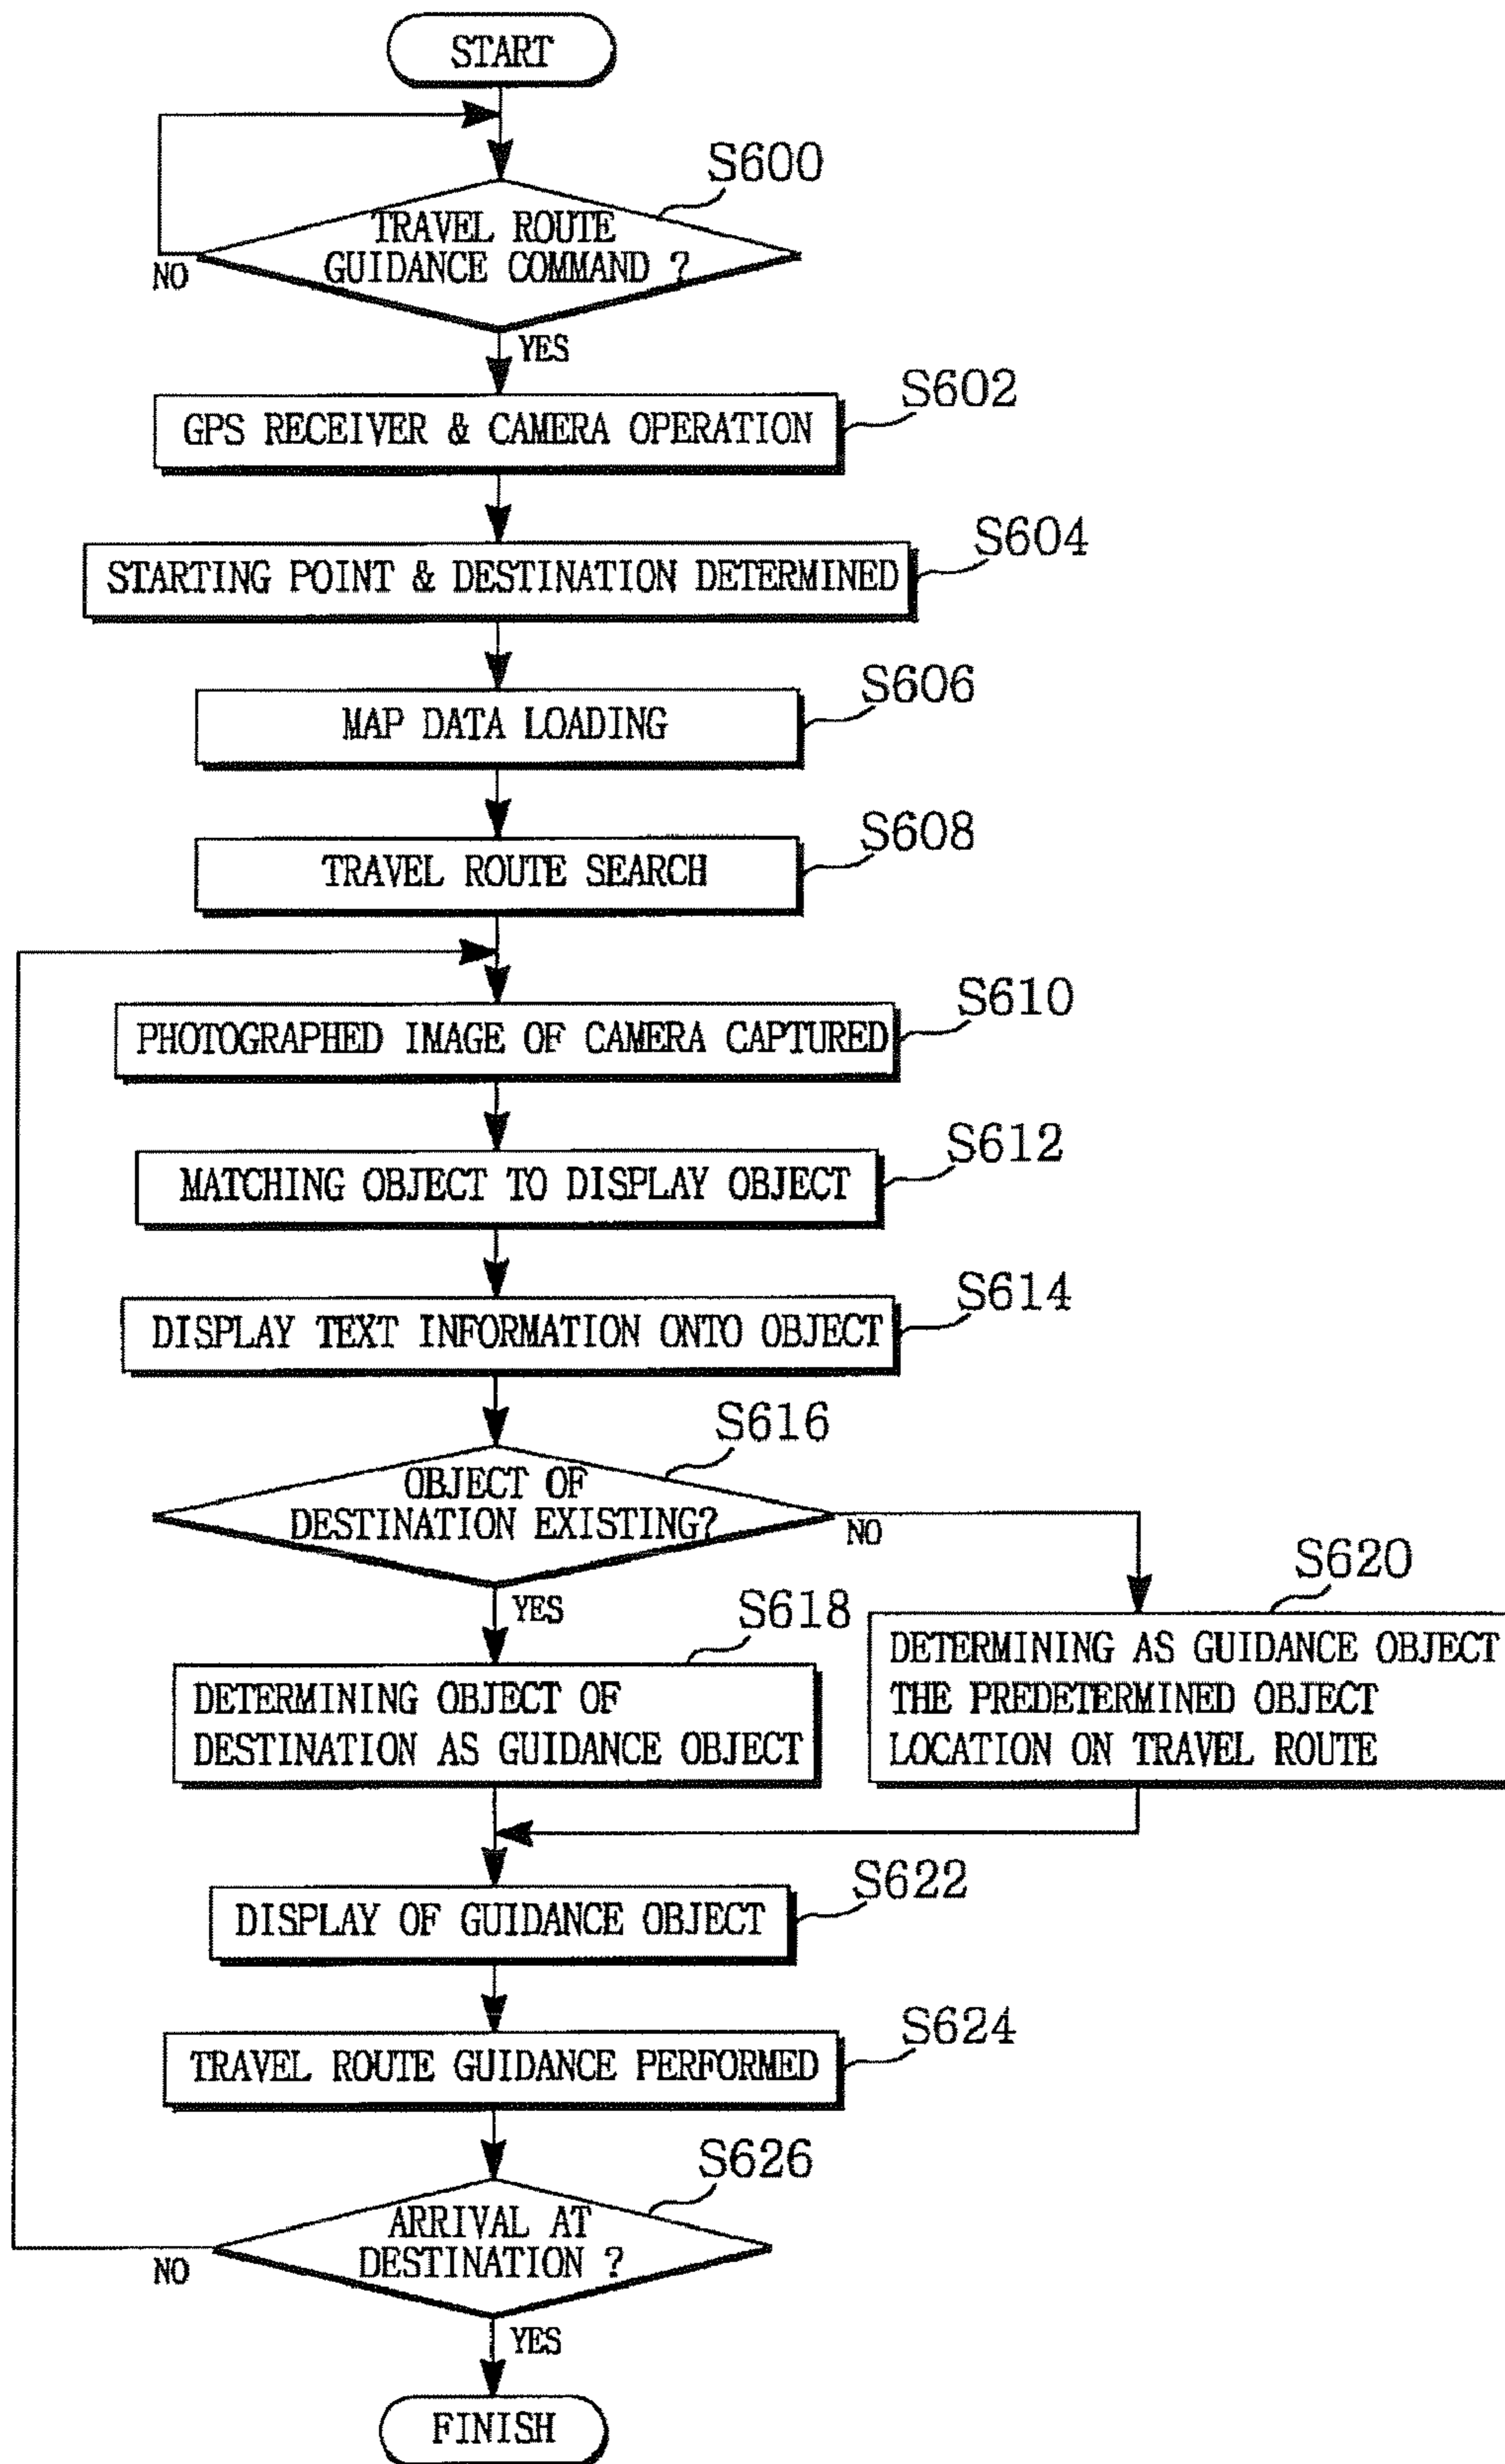 START
S600
TRAVEL ROUTE
GUIDANCE COMMAND ?
NO
YES
S602
GPS RECEIVER & CAMERA OPERATION
S604
STARTING POINT & DESTINATION DETERMINED
S606
MAP DATA LOADING
S608
TRAVEL ROUTE SEARCH
S610
PHOTOGRAPHED IMAGE OF CAMERA CAPTURED
S612
MATCHING OBJECT TO DISPLAY OBJECT
S614
DISPLAY TEXT INFORMATION ONTO OBJECT
S616
OBJECT OF
DESTINATION EXISTING?
NO
YES
S618
DETERMINING OBJECT OF
DESTINATION AS GUIDANCE OBJECT
S620
DETERMINING AS GUIDANCE OBJECT
THE PREDETERMINED OBJECT
LOCATION ON TRAVEL ROUTE
S622
DISPLAY OF GUIDANCE OBJECT
S624
TRAVEL ROUTE GUIDANCE PERFORMED
S626
ARRIVAL AT
DESTINATION ?
NO
YES
FINISH